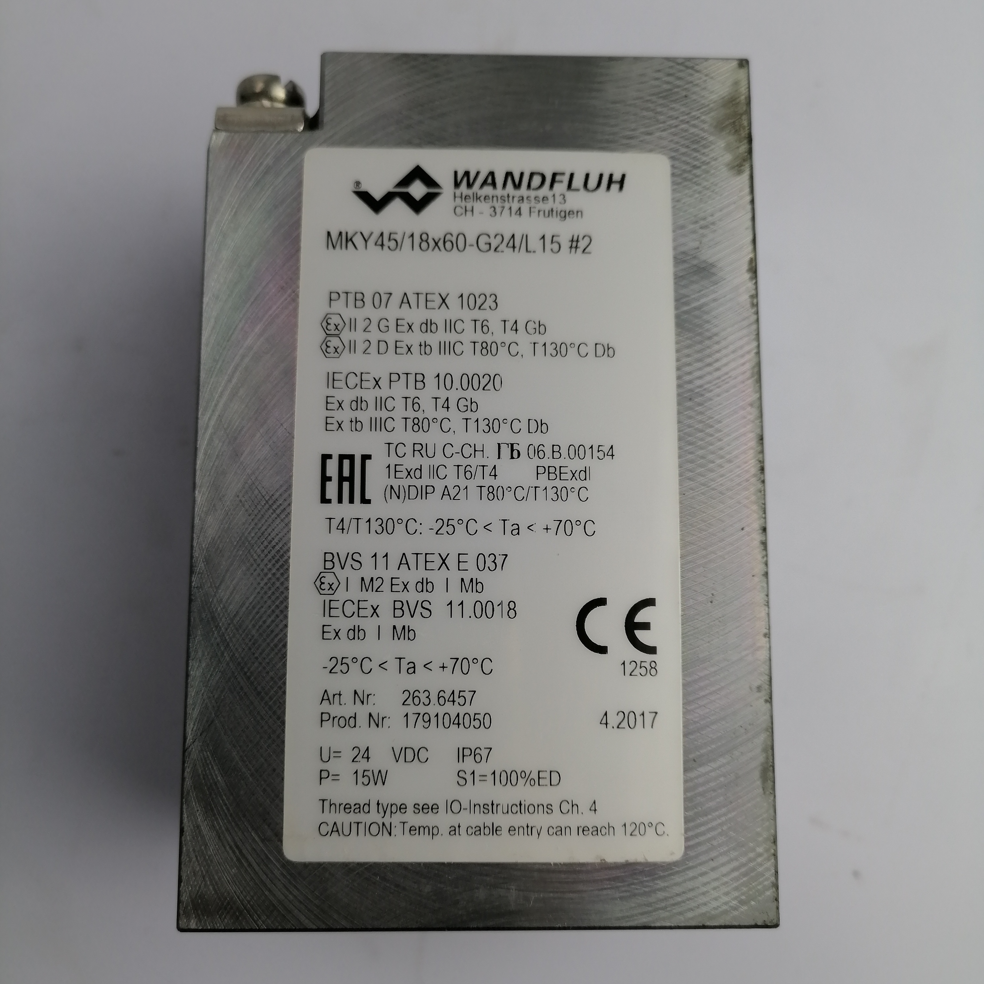 ® WANDFLUH
Helkenstrasse13
CH - 3714 Frutigen
MKY45/18x60-G24/L15 #2
PTB 07 ATEX 1023
Ex II 2 G Ex db IIC T6, T4 Gb
Ex II 2 D Ex tb IIIC T80°C, T130°C Db
IECEx PTB 10.0020
Ex db IIC T6, T4 Gb
Ex tb IIIC T80°C, T130°C Db
EAC TC RU C-CH. ГБ 06.B.00154
1Exd IIC T6/T4 PBExdI
(N)DIP A21 T80°C/T130°C
T4/T130°C: -25°C < Ta < +70°C
BVS 11 ATEX E 037
Ex I M2 Ex db I Mb
IECEx BVS 11.0018
Ex db I Mb
CE
-25°C < Ta < +70°C 1258
Art. Nr: 263.6457
Prod. Nr: 179104050 4.2017
U= 24 VDC IP67
P= 15W S1=100%ED
Thread type see IO-Instructions Ch. 4
CAUTION: Temp. at cable entry can reach 120°C.